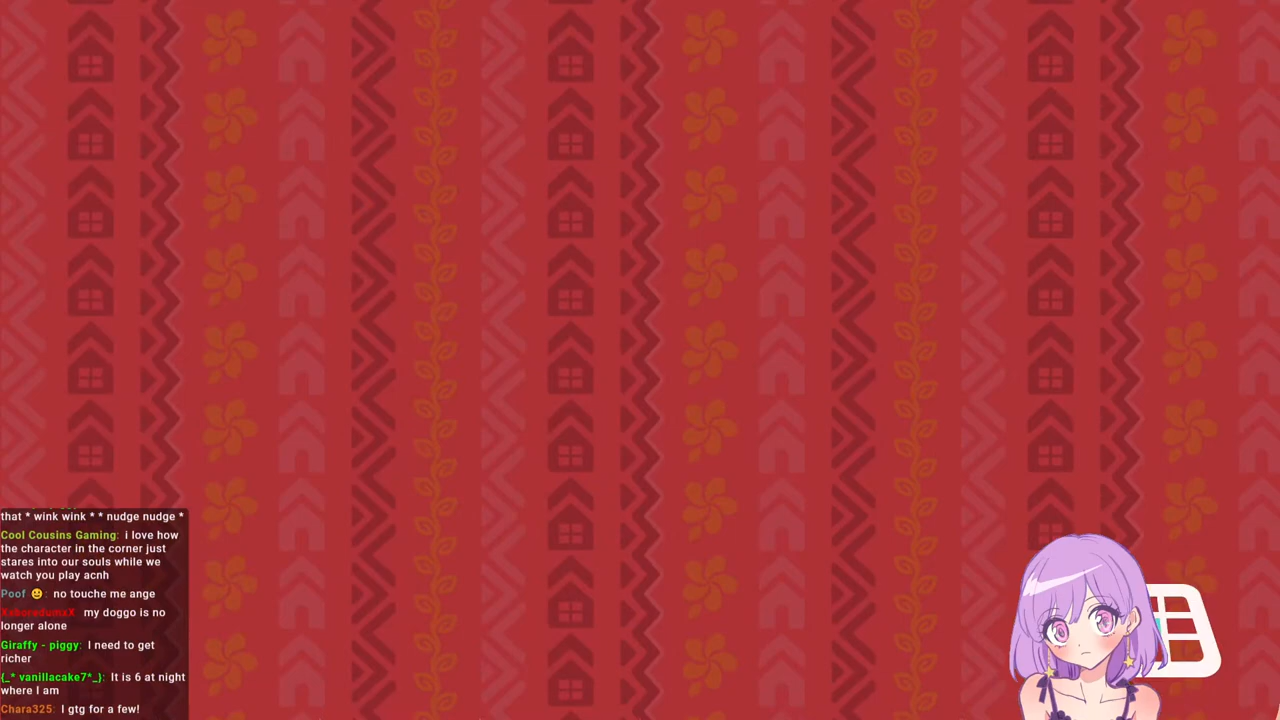 that * wink wink * * nudge nudge *
Cool Cousins Gaming: i love how
the character in the corner just
stares into our souls while we
watch you play acnh
Poof 😐: no touche me ange
XxboredumxX: my doggo is no
longer alone
Giraffy - piggy: I need to get
richer
{_* vanillacake7*_}: It is 6 at night
where I am
Chara325: I gtg for a few!